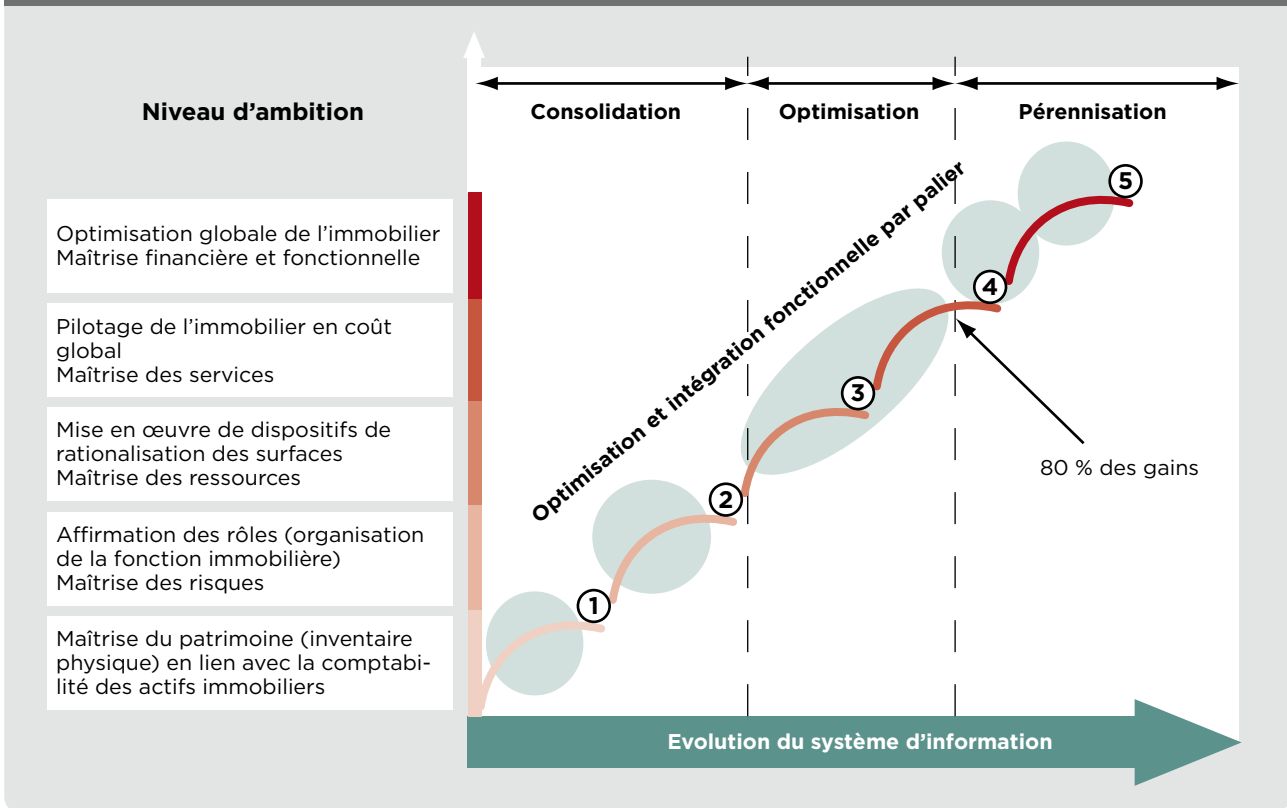 Niveau d'ambition
Consolidation
Optimisation
Pérennisation
Optimisation globale de l'immobilier
Maîtrise financière et fonctionnelle
Pilotage de l'immobilier en coût
global
Maîtrise des services
Mise en œuvre de dispositifs de
rationalisation des surfaces
Maîtrise des ressources
Affirmation des rôles (organisation
de la fonction immobilière)
Maîtrise des risques
Maîtrise du patrimoine (inventaire
physique) en lien avec la comptabi-
lité des actifs immobiliers
Optimisation et intégration fonctionnelle par palier
5
4
3
2
1
80 % des gains
Evolution du système d'information